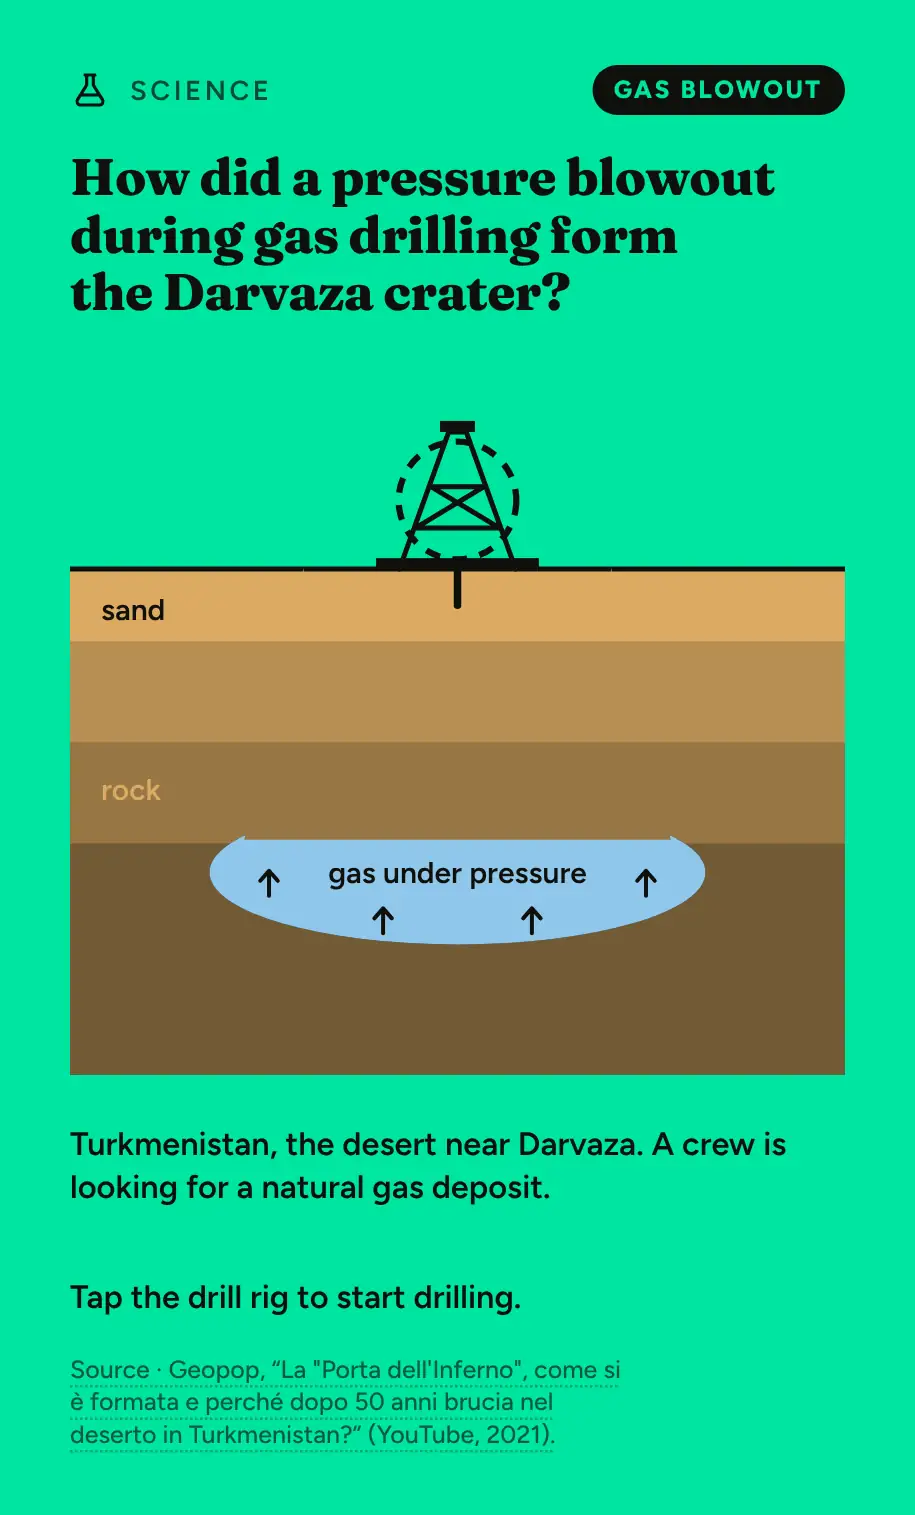 SCIENCE
GAS BLOWOUT
How did a pressure blowout
during gas drilling form
the Darvaza crater?
sand
rock
gas under pressure
Turkmenistan, the desert near Darvaza. A crew is
looking for a natural gas deposit.
Tap the drill rig to start drilling.
Source · Geopop, “La "Porta dell'Inferno", come si
è formata e perché dopo 50 anni brucia nel
deserto in Turkmenistan?” (YouTube, 2021).